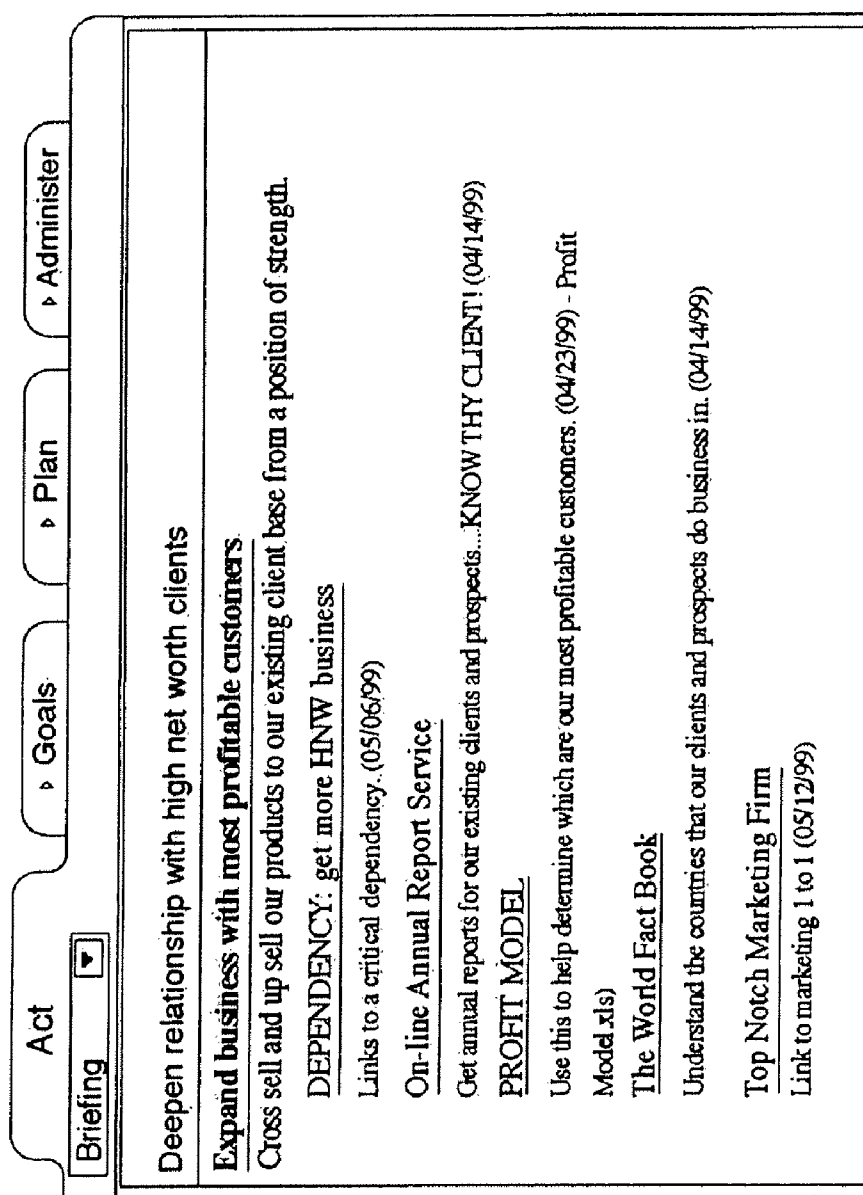 Act
▹ Goals
▹ Plan
▹ Administer
Briefing
Deepen relationship with high net worth clients
Expand business with most profitable customers
Cross sell and up sell our products to our existing client base from a position of strength.
DEPENDENCY: get more HNW business
Links to a critical dependency. (05/06/99)
On-line Annual Report Service
Get annual reports for our existing clients and prospects...KNOW THY CLIENT! (04/14/99)
PROFIT MODEL
Use this to help determine which are our most profitable customers. (04/23/99) - Profit
Model.xls)
The World Fact Book
Understand the countries that our clients and prospects do business in. (04/14/99)
Top Notch Marketing Firm
Link to marketing 1 to 1 (05/12/99)